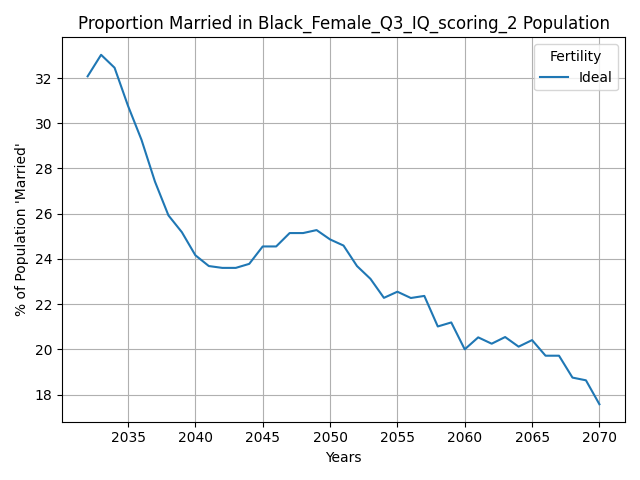 Proportion Married in Black_Female_Q3_IQ_scoring_2 Population
Fertility
Ideal
% of Population 'Married'
32
30
28
26
24
22
20
18
2035 2040 2045 2050 2055 2060 2065 2070
Years